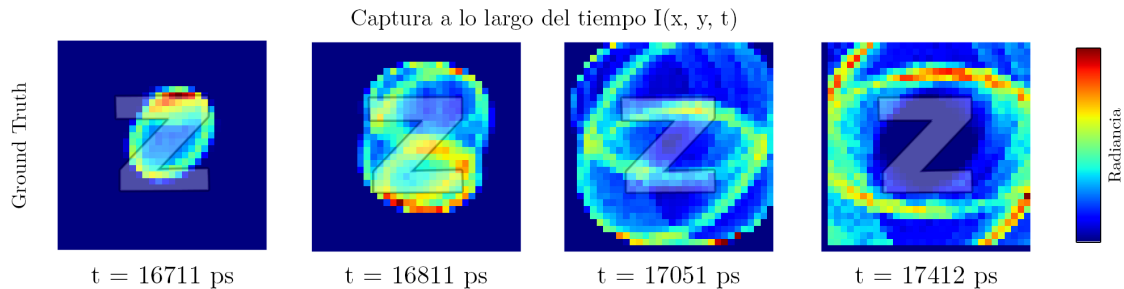 Captura a lo largo del tiempo I(x, y, t)
Ground Truth
Z Z Z Z
Radiancia
t = 16711 ps t = 16811 ps t = 17051 ps t = 17412 ps